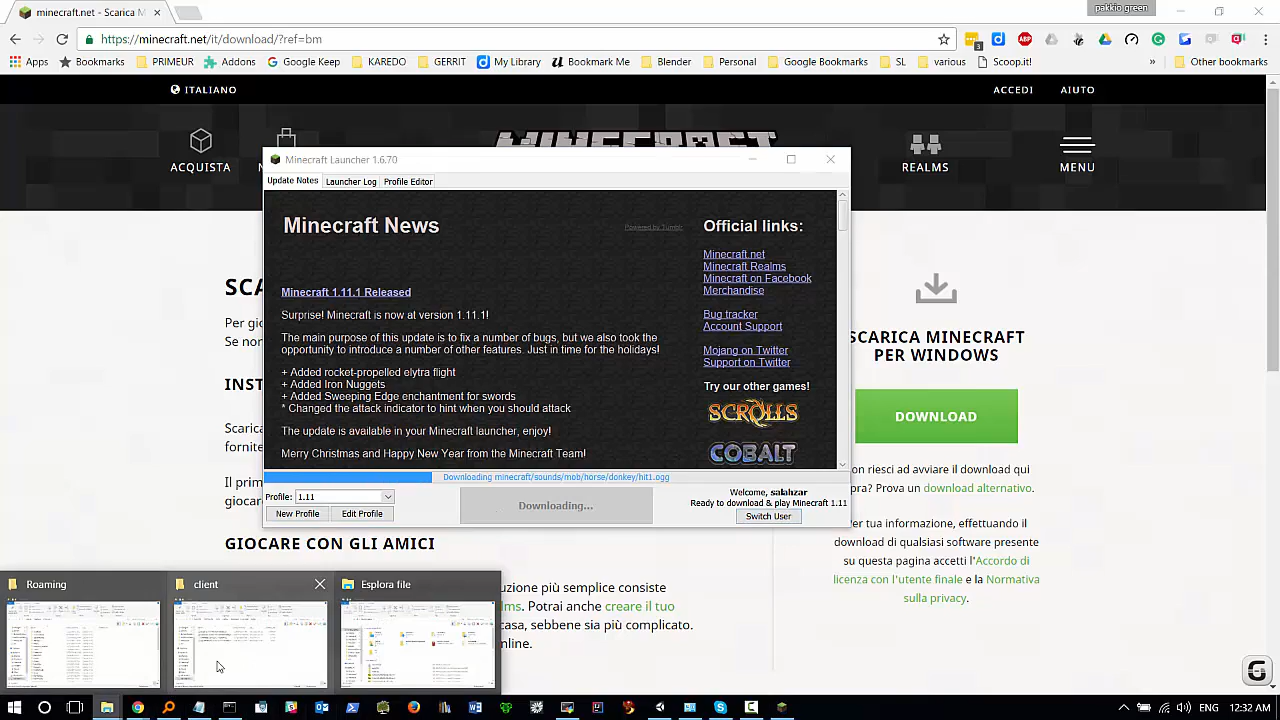 minecraft.net - Scarica M
pakkio green
https://minecraft.net/it/download/?ref=bm
Apps
Bookmarks
PRIMEUR
Addons
Google Keep
KAREDO
GERRIT
My Library
Bookmark Me
Blender
Personal
Google Bookmarks
SL
various
Scoop.it!
»
Other bookmarks
ITALIANO
ACCEDI
AIUTO
MINECRAFT
ACQUISTA
REALMS
MENU
Minecraft Launcher 1.6.70
Update Notes
Launcher Log
Profile Editor
Minecraft News
Powered by Tumblr
Official links:
Minecraft.net
Minecraft Realms
Minecraft on Facebook
Merchandise
Bug tracker
Account Support
Mojang on Twitter
Support on Twitter
Try our other games!
SCROLLS
COBALT
Minecraft 1.11.1 Released
Surprise! Minecraft is now at version 1.11.1!
The main purpose of this update is to fix a number of bugs, but we also took the
opportunity to introduce a number of other features. Just in time for the holidays!
+ Added rocket-propelled elytra flight
+ Added Iron Nuggets
+ Added Sweeping Edge enchantment for swords
* Changed the attack indicator to hint when you should attack
The update is available in your Minecraft launcher, enjoy!
Merry Christmas and Happy New Year from the Minecraft Team!
Downloading minecraft/sounds/mob/horse/donkey/hit1.ogg
Profile: 1.11
New Profile
Edit Profile
Downloading...
Welcome, salahzar
Ready to download & play Minecraft 1.11
Switch User
SCA
Per gio
Se non
INST
Scarica
fornite
Il prim
giocare
GIOCARE CON GLI AMICI
uzione più semplice consiste
Potrai anche creare il tuo
casa, sebbene sia più complicato.
SCARICA MINECRAFT
PER WINDOWS
DOWNLOAD
non riesci ad avviare il download qui
Prova un download alternativo.
Per tua informazione, effettuando il
download di qualsiasi software presente
su questa pagina accetti l'Accordo di
licenza con l'utente finale e la Normativa
sulla privacy.
Roaming
client
Esplora file
ENG
12:32 AM